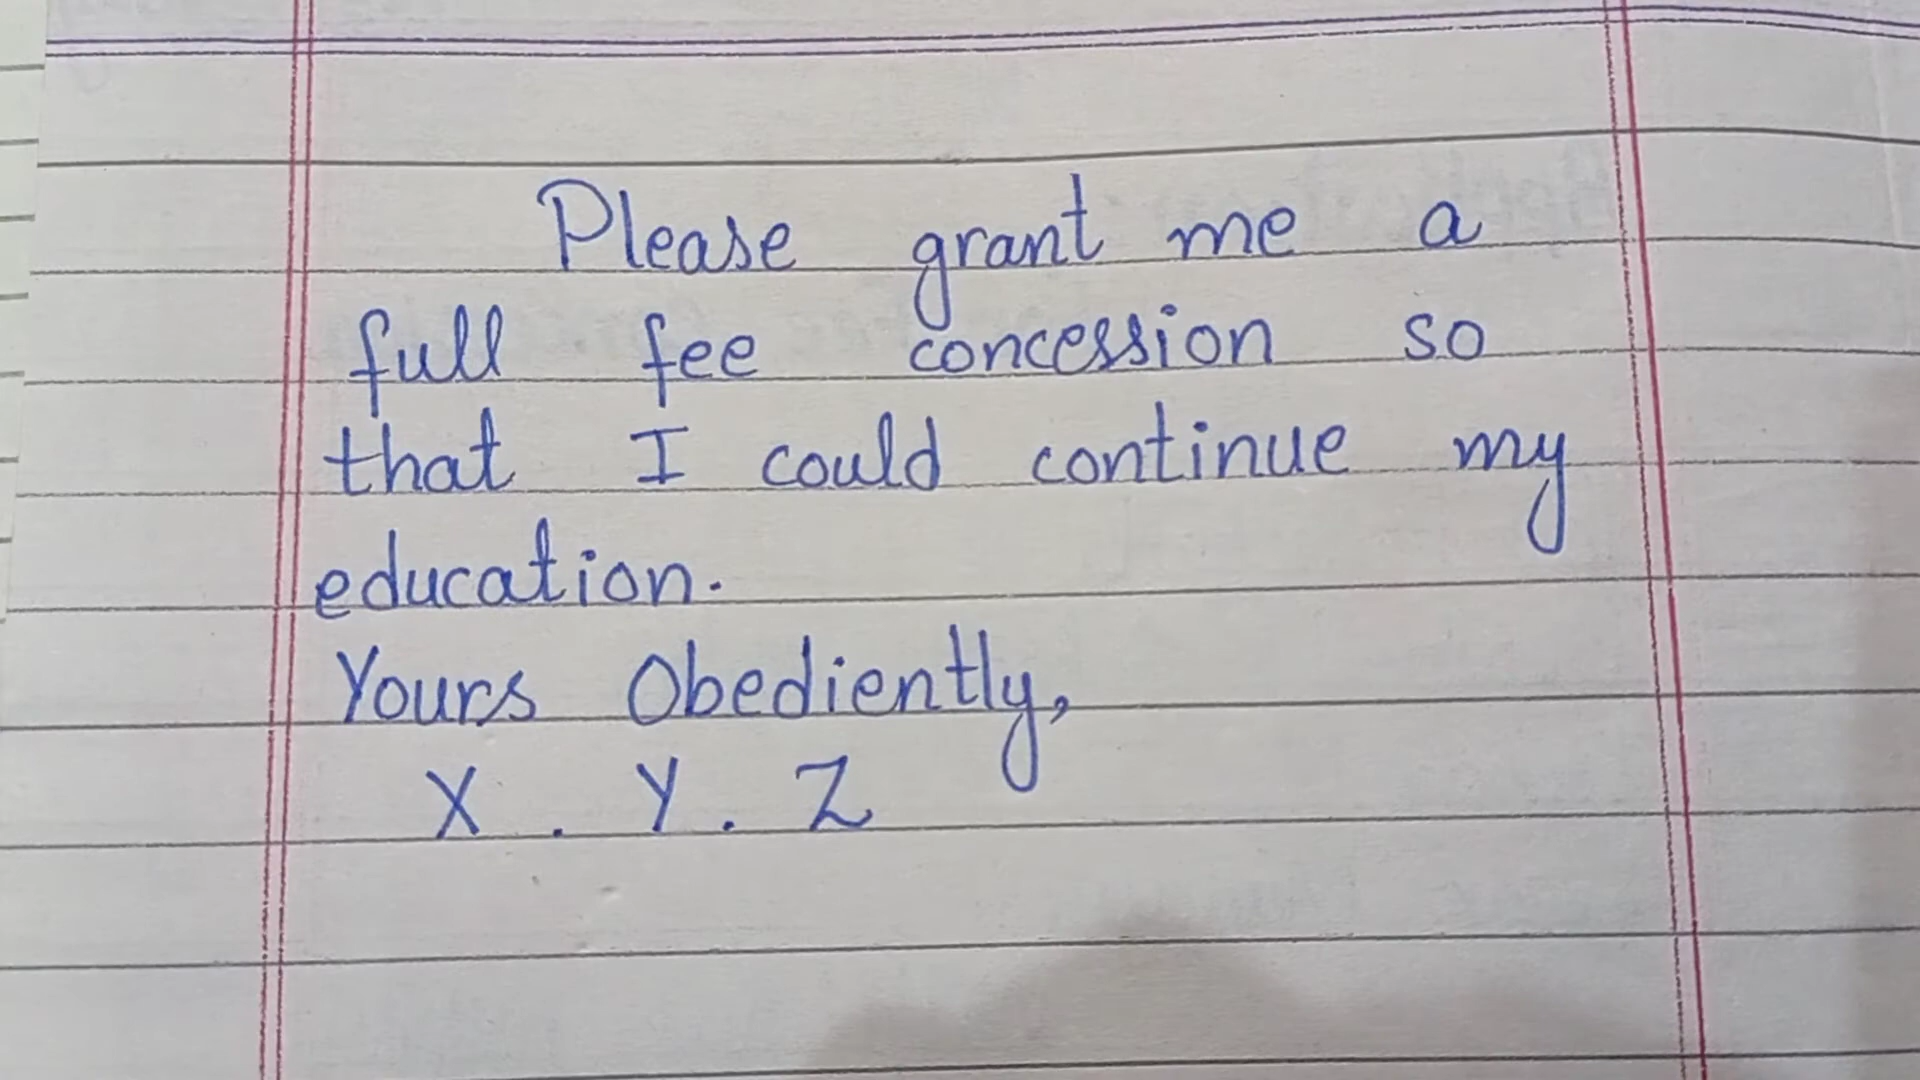 Please grant me a
full fee concession so
that I could continue my
education.
Yours Obediently,
X . Y . Z